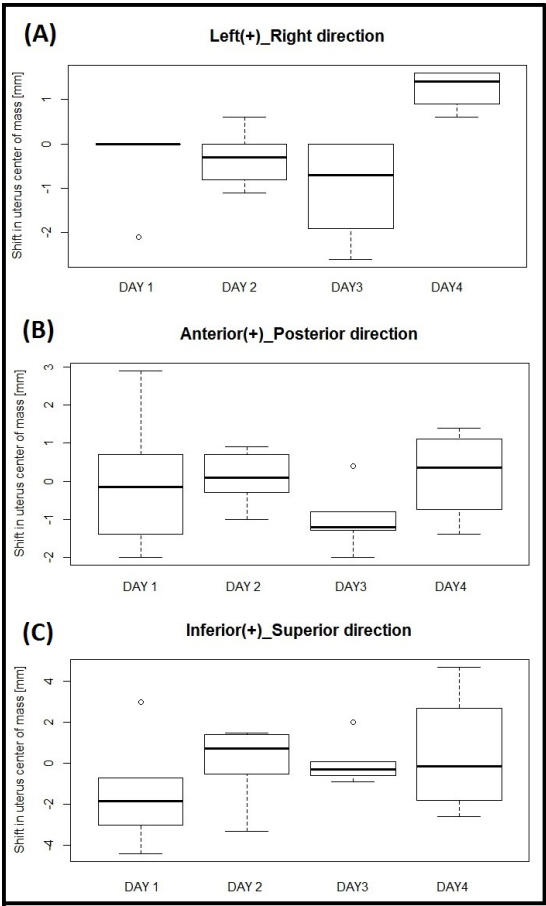 (A)
Left(+)_Right direction
Shift in uterus center of mass [mm]
1
0
-1
-2
DAY 1 DAY 2 DAY3 DAY4
(B)
Anterior(+)_Posterior direction
Shift in uterus center of mass [mm]
3
2
1
0
-1
-2
DAY 1 DAY 2 DAY3 DAY4
(C)
Inferior(+)_Superior direction
Shift in uterus center of mass [mm]
4
2
0
-2
-4
DAY 1 DAY 2 DAY3 DAY4